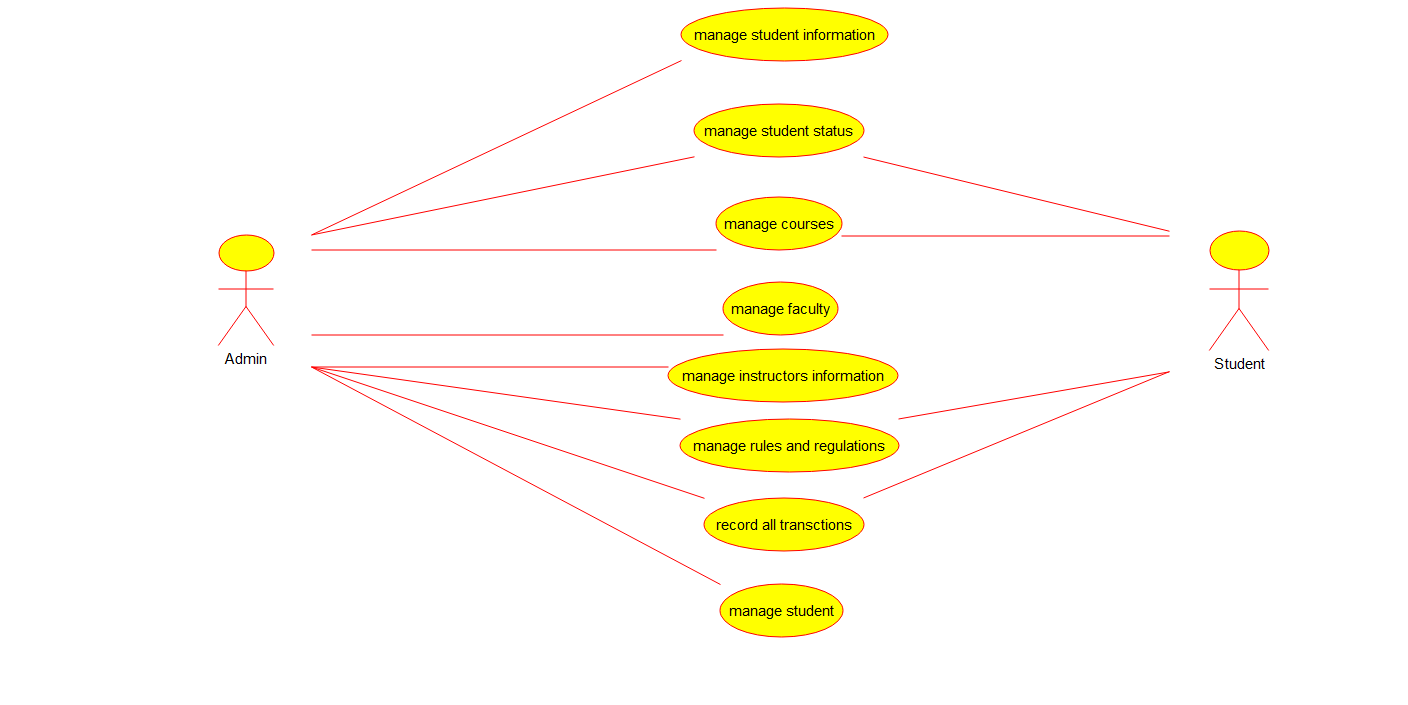 manage student information
manage student status
manage courses
manage faculty
Admin
Student
manage instructors information
manage rules and regulations
record all transctions
manage student